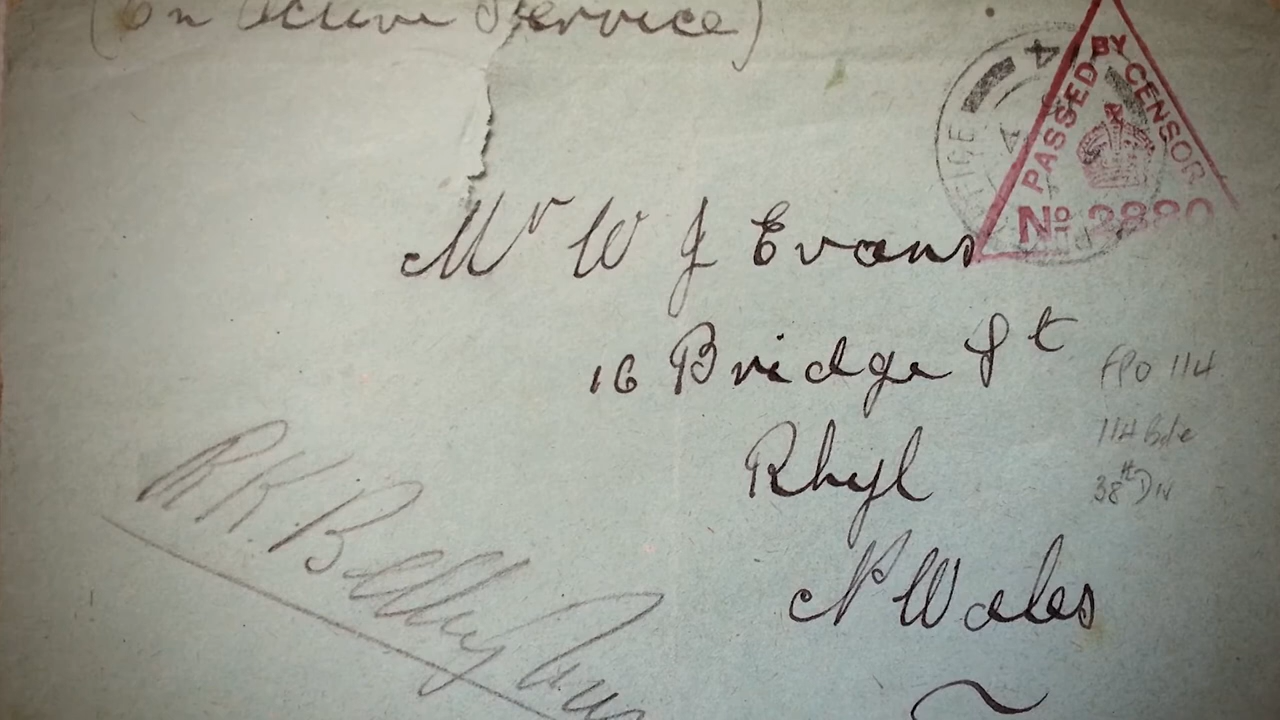 (On Active Service)
PASSED BY CENSOR
No 2880
Mr W J Evans
16 Bridge St
Rhyl
N Wales
FPO 114
114 Bde
38th Div
R K